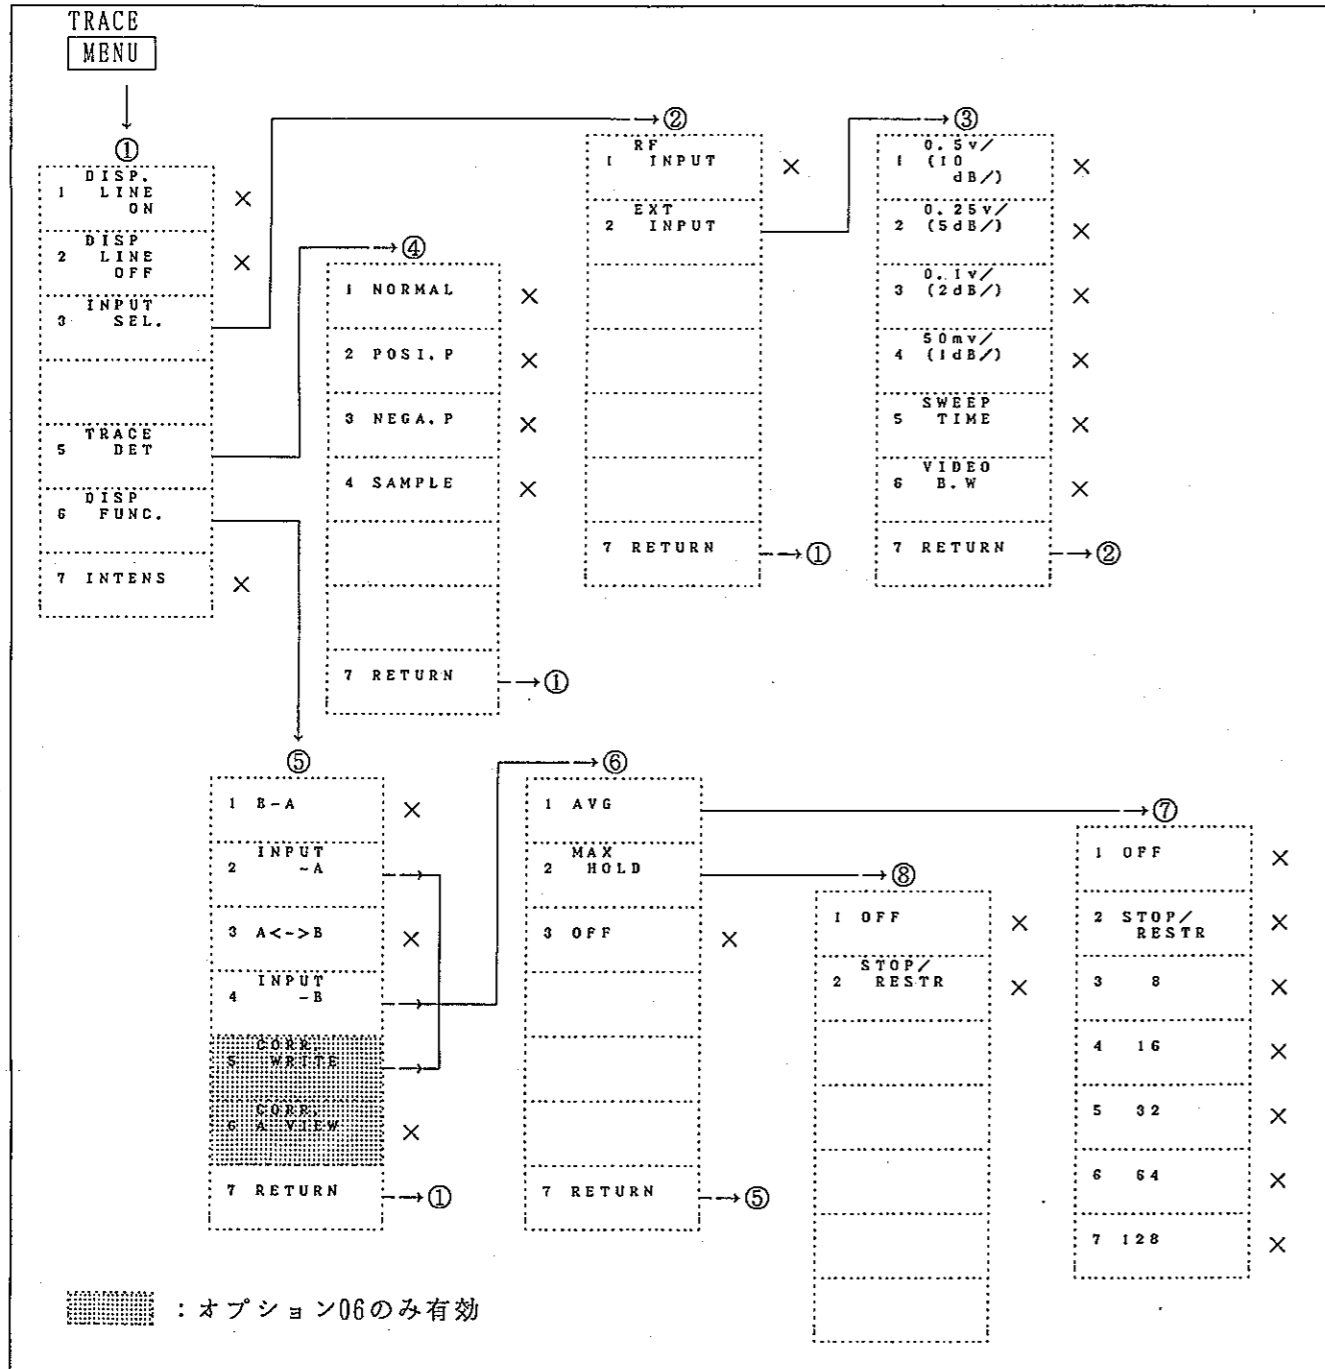 TRACE
MENU
①
1 DISP. LINE ON ×
2 DISP LINE OFF ×
3 INPUT SEL.
5 TRACE DET
6 DISP FUNC.
7 INTENS ×
②
1 RF INPUT ×
2 EXT INPUT
7 RETURN → ①
③
1 0.5v/ (10 dB/) ×
2 0.25v/ (5dB/) ×
3 0.1v/ (2dB/) ×
4 50mv/ (1dB/) ×
5 SWEEP TIME ×
6 VIDEO B.W ×
7 RETURN → ②
④
1 NORMAL ×
2 POSI.P ×
3 NEGA.P ×
4 SAMPLE ×
7 RETURN → ①
⑤
1 B-A ×
2 INPUT -A
3 A<->B ×
4 INPUT -B
5 CORR. WRITE
6 CORR. A VIEW ×
7 RETURN → ①
⑥
1 AVG
2 MAX HOLD
3 OFF ×
7 RETURN → ⑤
⑧
1 OFF ×
2 STOP/ RESTR ×
⑦
1 OFF ×
2 STOP/ RESTR ×
3 8 ×
4 16 ×
5 32 ×
6 64 ×
7 128 ×
：オプション06のみ有効